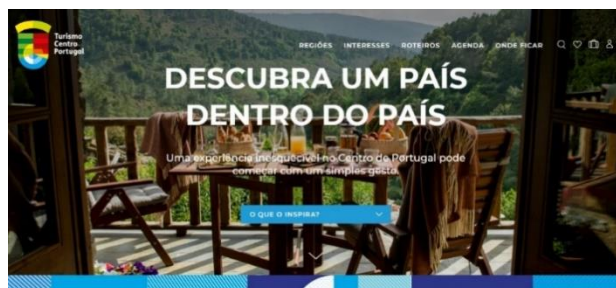 Turismo
Centro
Portugal
REGIÕES INTERESSES ROTEIROS AGENDA ONDE FICAR
DESCUBRA UM PAÍS
DENTRO DO PAÍS
Uma experiência inesquecível no Centro de Portugal pode
começar com um simples gesto.
O QUE O INSPIRA?